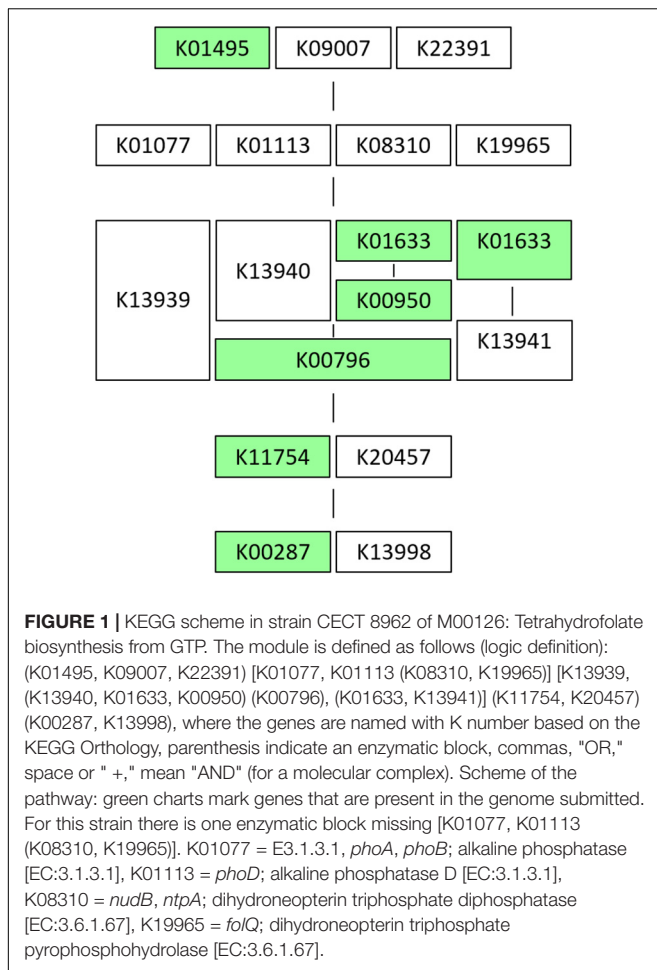 K01495 K09007 K22391
K01077 K01113 K08310 K19965
K01633 K01633
K13940
K13939 K00950
K13941
K00796
K11754 K20457
K00287 K13998
FIGURE 1 | KEGG scheme in strain CECT 8962 of M00126: Tetrahydrofolate
biosynthesis from GTP. The module is defined as follows (logic definition):
(K01495, K09007, K22391) [K01077, K01113 (K08310, K19965)] [K13939,
(K13940, K01633, K00950) (K00796), (K01633, K13941)] (K11754, K20457)
(K00287, K13998), where the genes are named with K number based on the
KEGG Orthology, parenthesis indicate an enzymatic block, commas, "OR,"
space or " +," mean "AND" (for a molecular complex). Scheme of the
pathway: green charts mark genes that are present in the genome submitted.
For this strain there is one enzymatic block missing [K01077, K01113
(K08310, K19965)]. K01077 = E3.1.3.1, phoA, phoB; alkaline phosphatase
[EC:3.1.3.1], K01113 = phoD; alkaline phosphatase D [EC:3.1.3.1],
K08310 = nudB, ntpA; dihydroneopterin triphosphate diphosphatase
[EC:3.6.1.67], K19965 = folQ; dihydroneopterin triphosphate
pyrophosphohydrolase [EC:3.6.1.67].